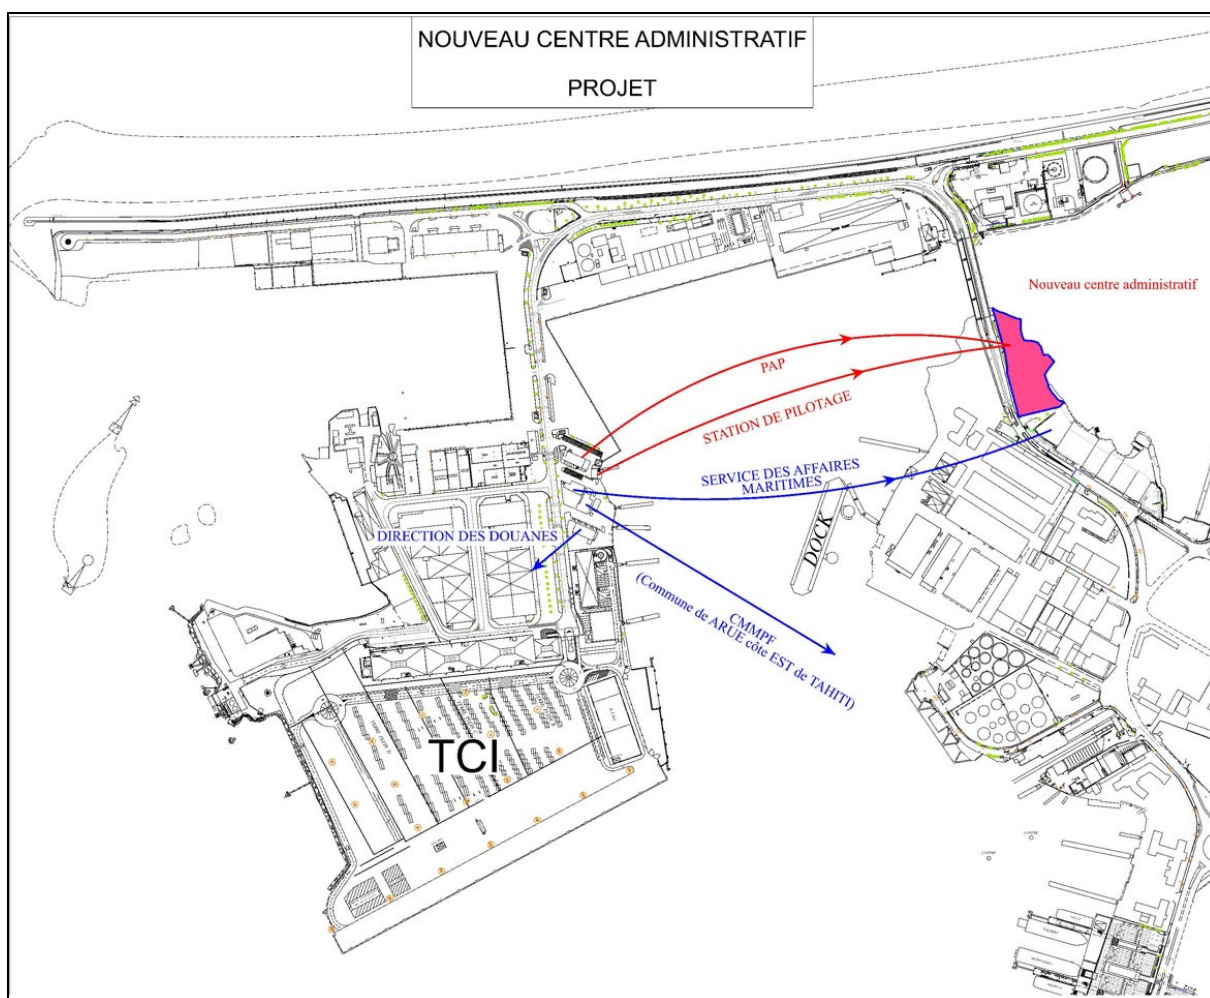 NOUVEAU CENTRE ADMINISTRATIF
PROJET
Nouveau centre administratif
PAP
STATION DE PILOTAGE
SERVICE DES AFFAIRES
MARITIMES
DIRECTION DES DOUANES
DOCK
CMMPF
(Commune de ARUE côte EST de TAHITI)
TCI